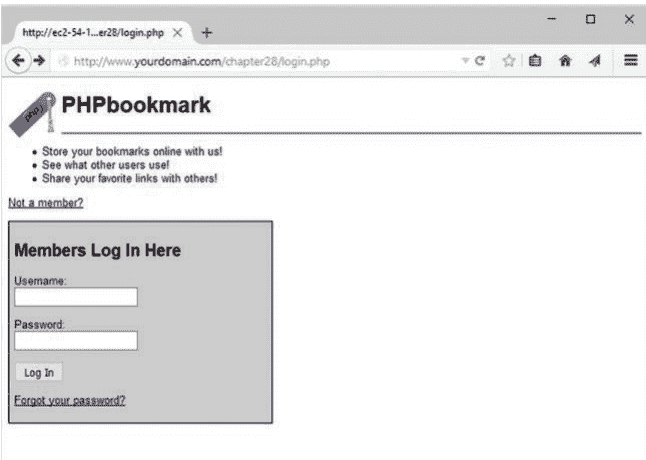 http://ec2-54-1...er28/login.php
http://www.yourdomain.com/chapter28/login.php
php
PHPbookmark
Store your bookmarks online with us!
See what other users use!
Share your favorite links with others!
Not a member?
Members Log In Here
Username:
Password:
Log In
Forgot your password?